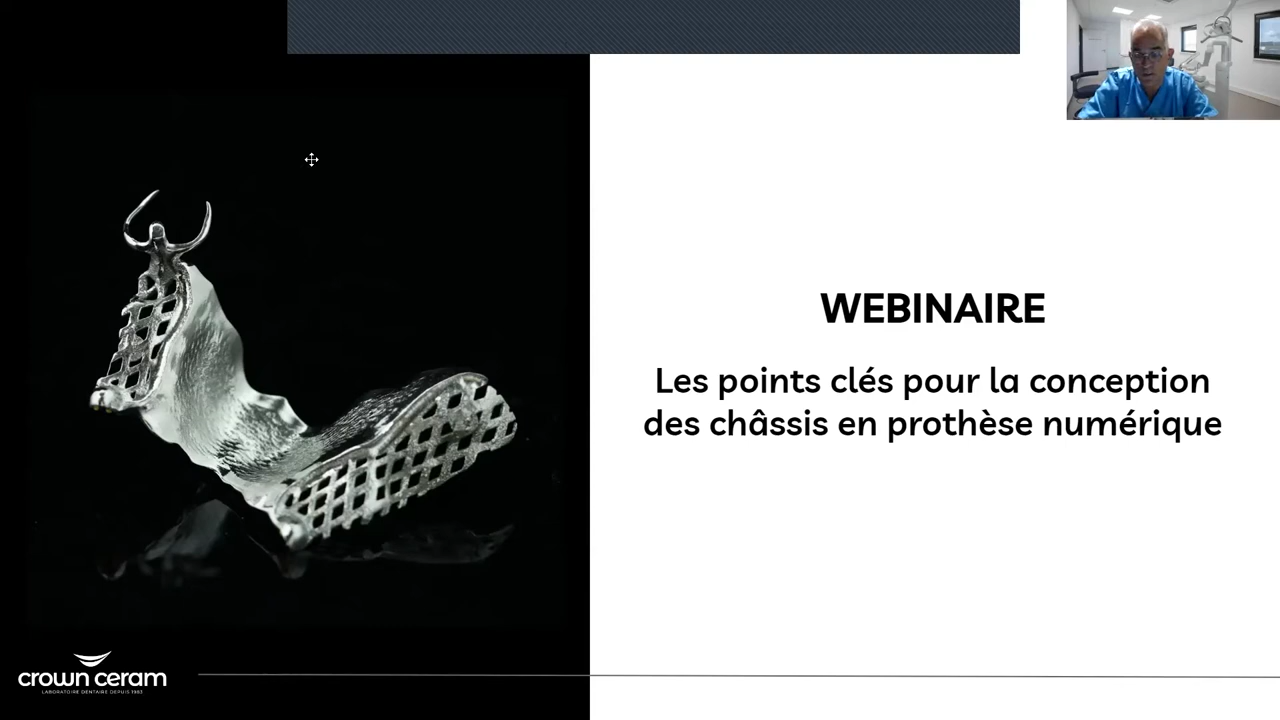 WEBINAIRE
Les points clés pour la conception
des châssis en prothèse numérique
crown ceram
LABORATOIRE DENTAIRE DEPUIS 1983